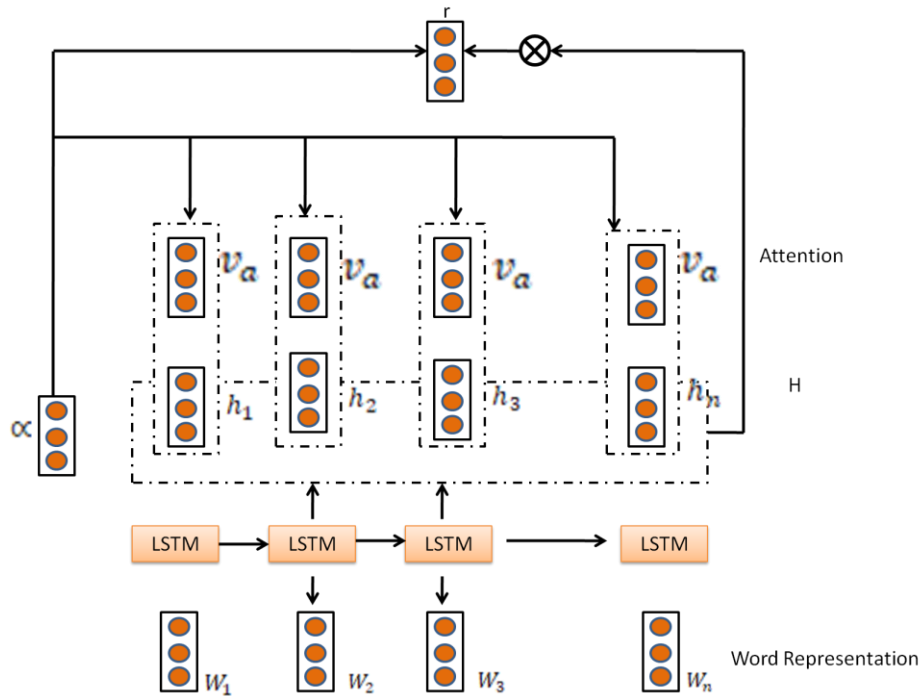 r
v_a v_a v_a v_a
Attention
h_1 h_2 h_3 h_n
H
∝
LSTM LSTM LSTM LSTM
W_1 W_2 W_3 W_n
Word Representation